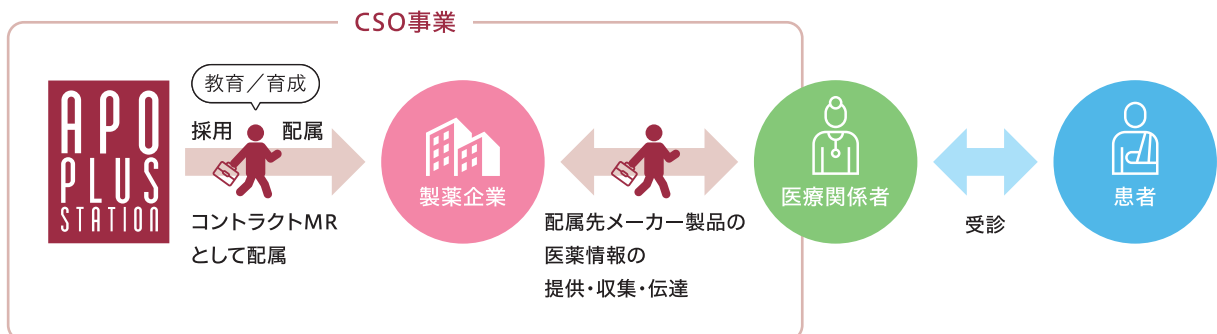 CSO事業
APO
PLUS
STATION
教育／育成
採用
配属
コントラクトMR
として配属
製薬企業
配属先メーカー製品の
医薬情報の
提供・収集・伝達
医療関係者
受診
患者